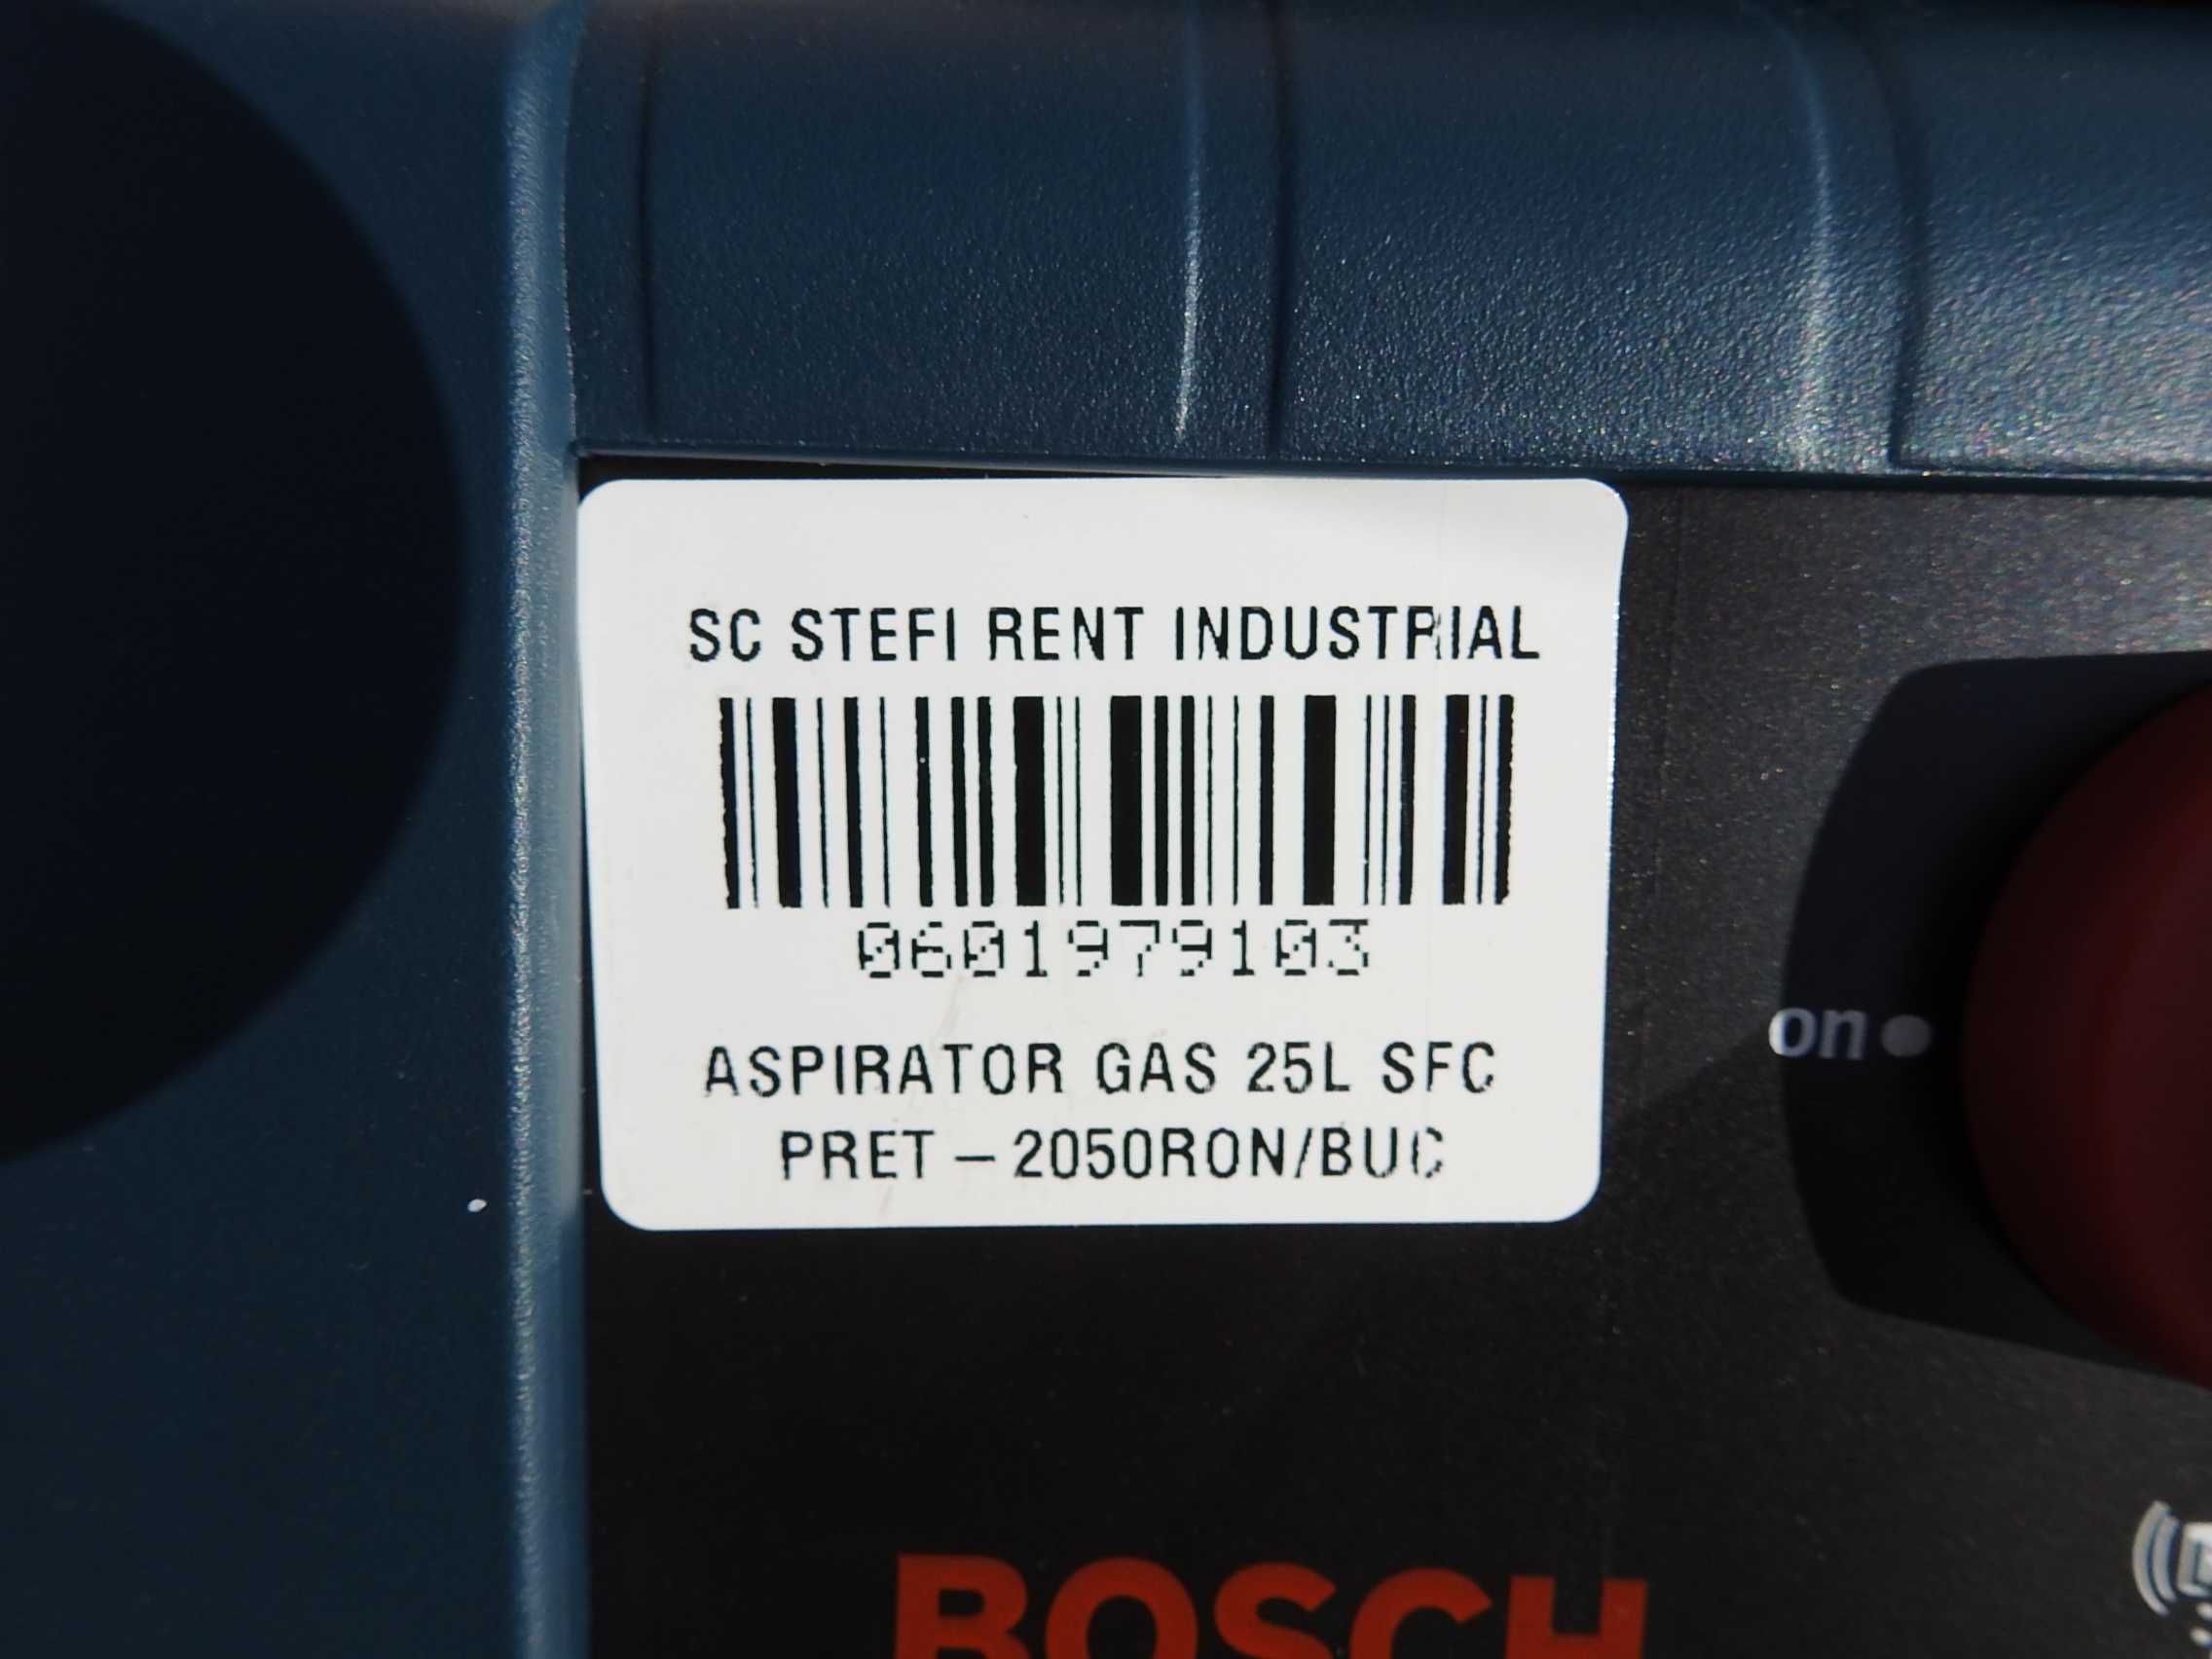 SC STEFI RENT INDUSTRIAL
0601979103
ASPIRATOR GAS 25L SFC
PRET – 2050RON/BUC
on
BOSCH